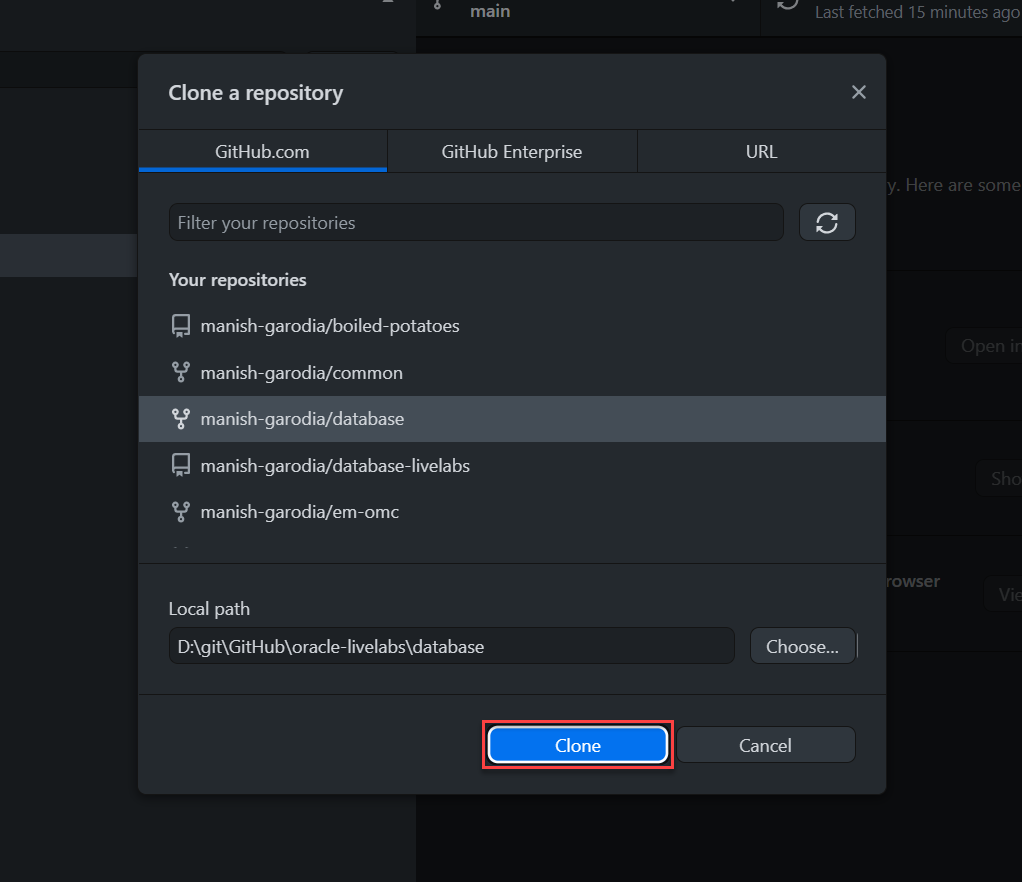 main
Last fetched 15 minutes ago
Clone a repository
GitHub.com
GitHub Enterprise
URL
y. Here are some
Filter your repositories
Your repositories
manish-garodia/boiled-potatoes
Open in
manish-garodia/common
manish-garodia/database
manish-garodia/database-livelabs
Sho
manish-garodia/em-omc
rowser
Vie
Local path
D:\git\GitHub\oracle-livelabs\database
Choose...
Clone
Cancel